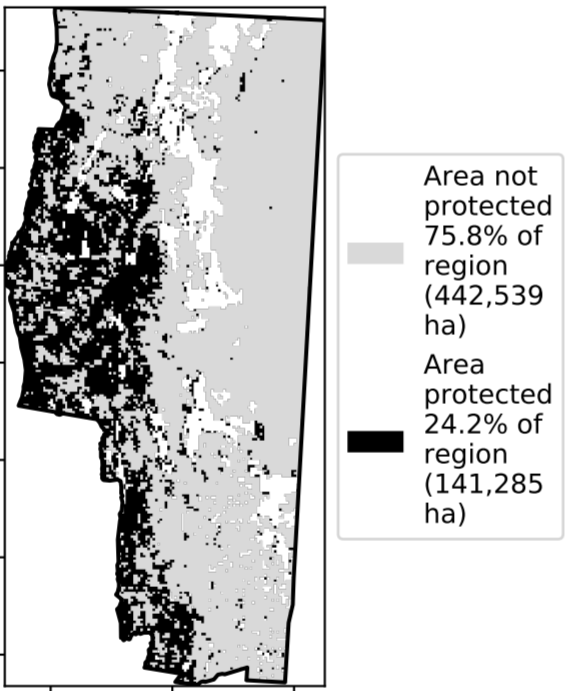 Area not
protected
75.8% of
region
(442,539
ha)
Area
protected
24.2% of
region
(141,285
ha)